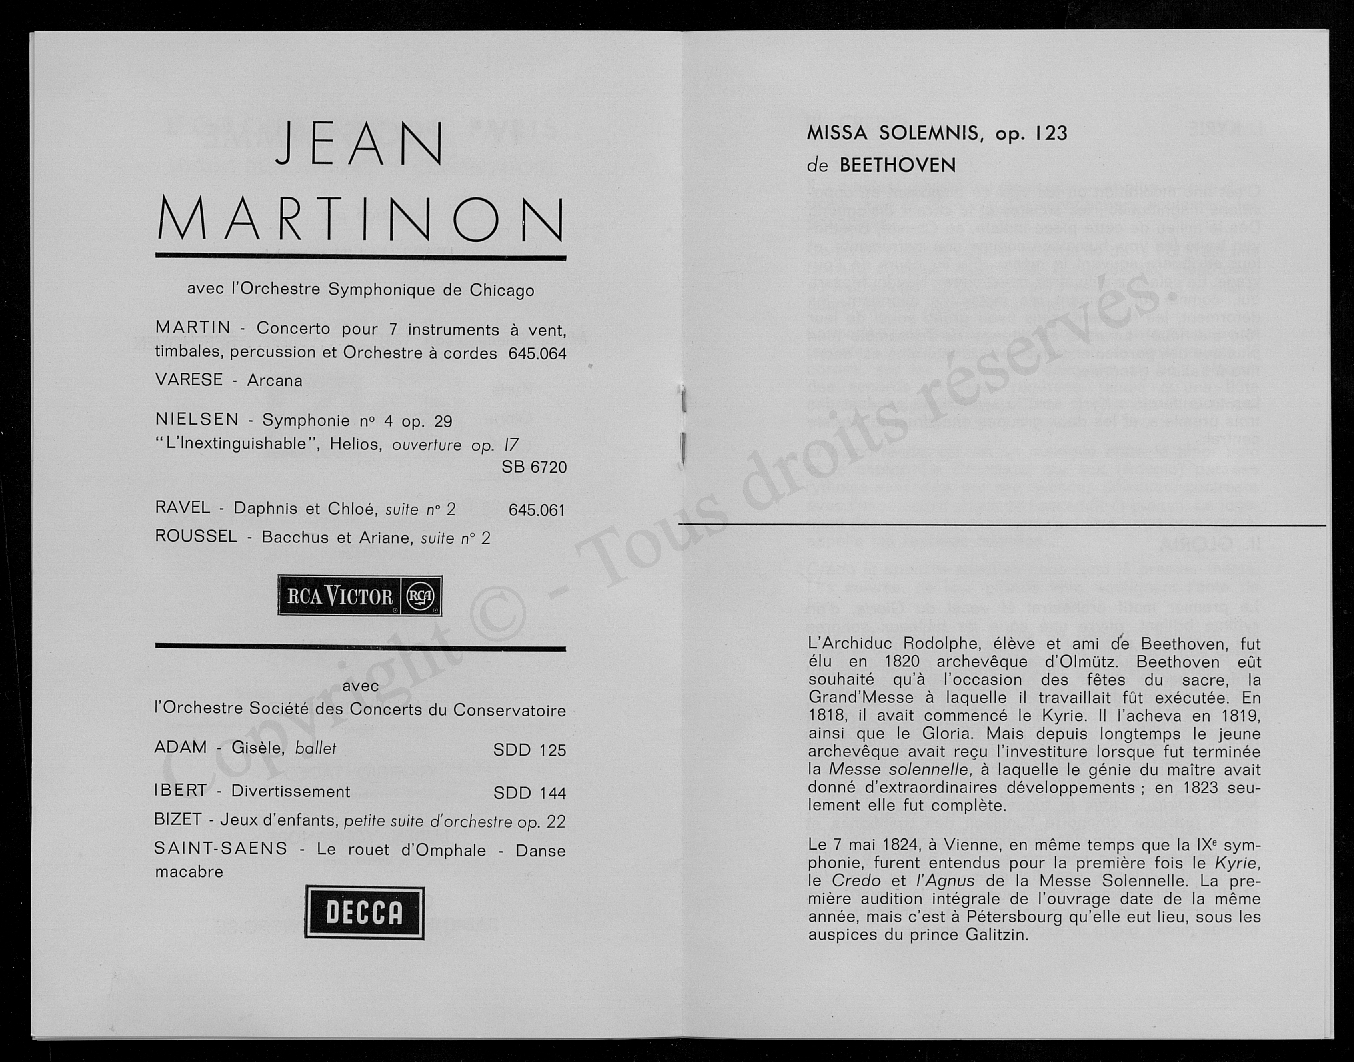 JEAN
MARTINON
avec l'Orchestre Symphonique de Chicago
MARTIN - Concerto pour 7 instruments à vent,
timbales, percussion et Orchestre à cordes 645.064
VARESE - Arcana
NIELSEN - Symphonie nº 4 op. 29
"L'Inextinguishable", Helios, ouverture op. 17
SB 6720
RAVEL - Daphnis et Chloé, suite n° 2 645.061
ROUSSEL - Bacchus et Ariane, suite n° 2
RCA VICTOR RCA
avec
l'Orchestre Société des Concerts du Conservatoire
ADAM - Gisèle, ballet SDD 125
IBERT - Divertissement SDD 144
BIZET - Jeux d'enfants, petite suite d'orchestre op. 22
SAINT-SAENS - Le rouet d'Omphale - Danse
macabre
DECCA
MISSA SOLEMNIS, op. 123
de BEETHOVEN
L'Archiduc Rodolphe, élève et ami de Beethoven, fut
élu en 1820 archevêque d'Olmütz. Beethoven eût
souhaité qu'à l'occasion des fêtes du sacre, la
Grand'Messe à laquelle il travaillait fût exécutée. En
1818, il avait commencé le Kyrie. Il l'acheva en 1819,
ainsi que le Gloria. Mais depuis longtemps le jeune
archevêque avait reçu l'investiture lorsque fut terminée
la Messe solennelle, à laquelle le génie du maître avait
donné d'extraordinaires développements ; en 1823 seu-
lement elle fut complète.
Le 7 mai 1824, à Vienne, en même temps que la IXe sym-
phonie, furent entendus pour la première fois le Kyrie,
le Credo et l'Agnus de la Messe Solennelle. La pre-
mière audition intégrale de l'ouvrage date de la même
année, mais c'est à Pétersbourg qu'elle eut lieu, sous les
auspices du prince Galitzin.
Copyright © - Tous droits réservés.